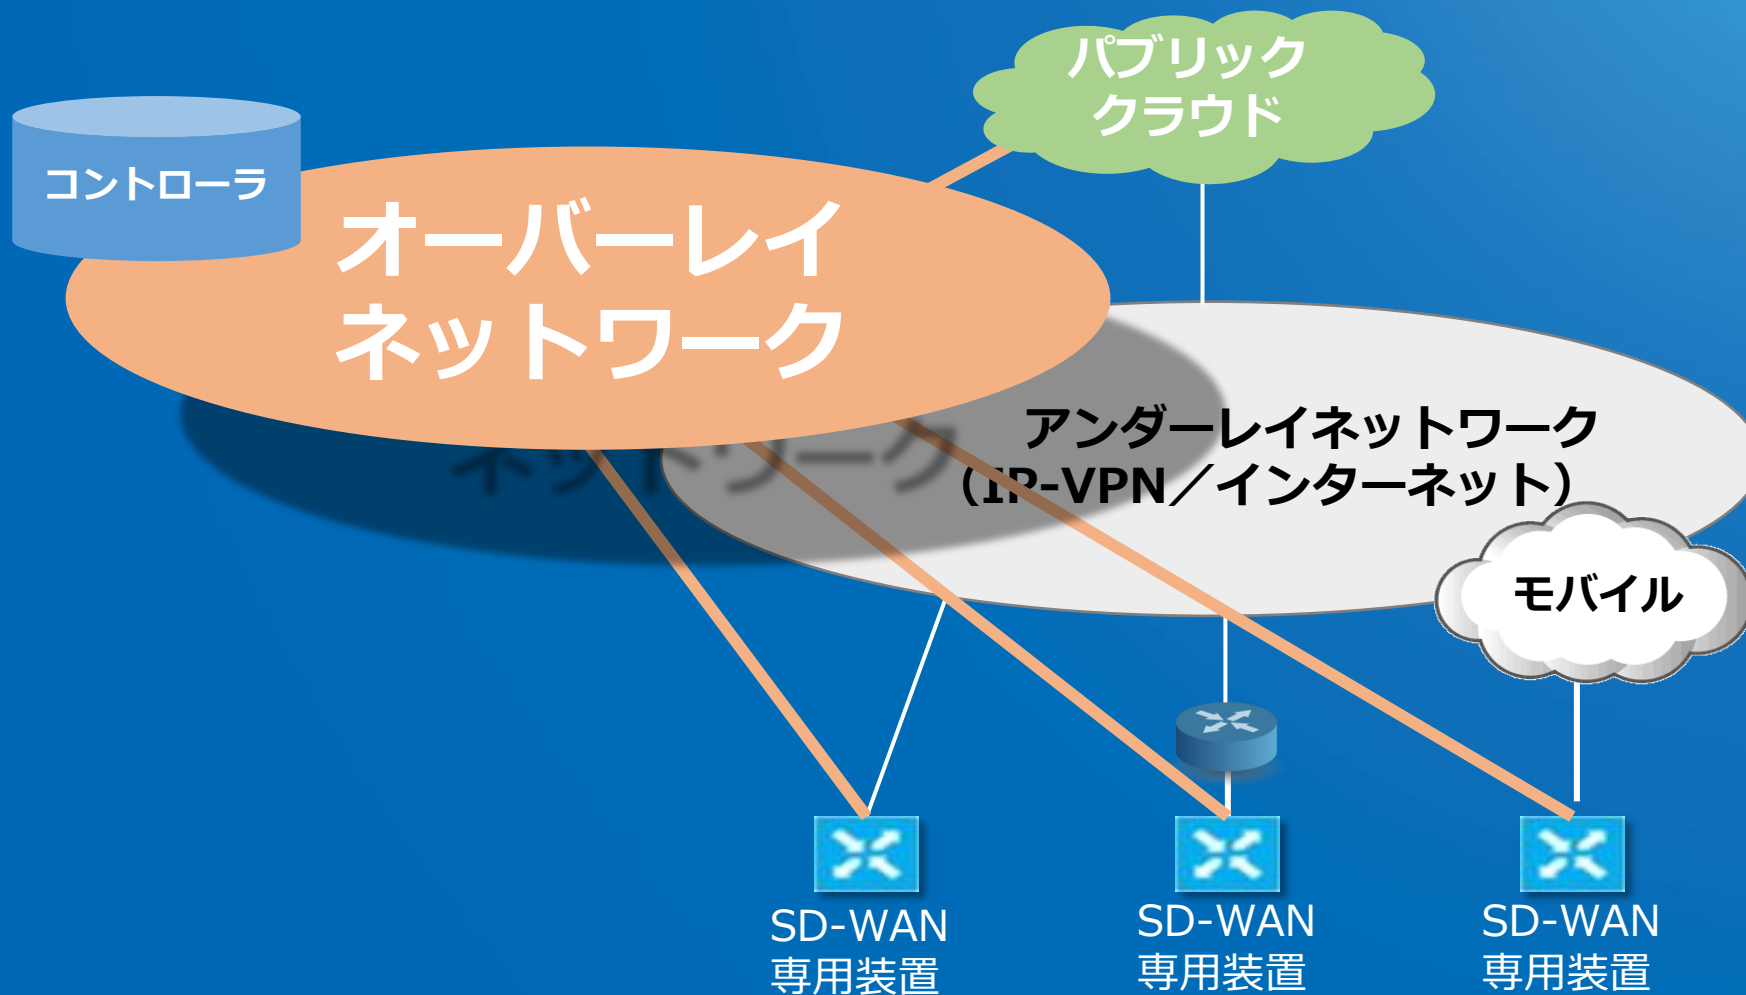 パブリック
クラウド
コントローラ
オーバーレイ
ネットワーク
アンダーレイネットワーク
（IP-VPN／インターネット）
モバイル
SD-WAN
専用装置
SD-WAN
専用装置
SD-WAN
専用装置